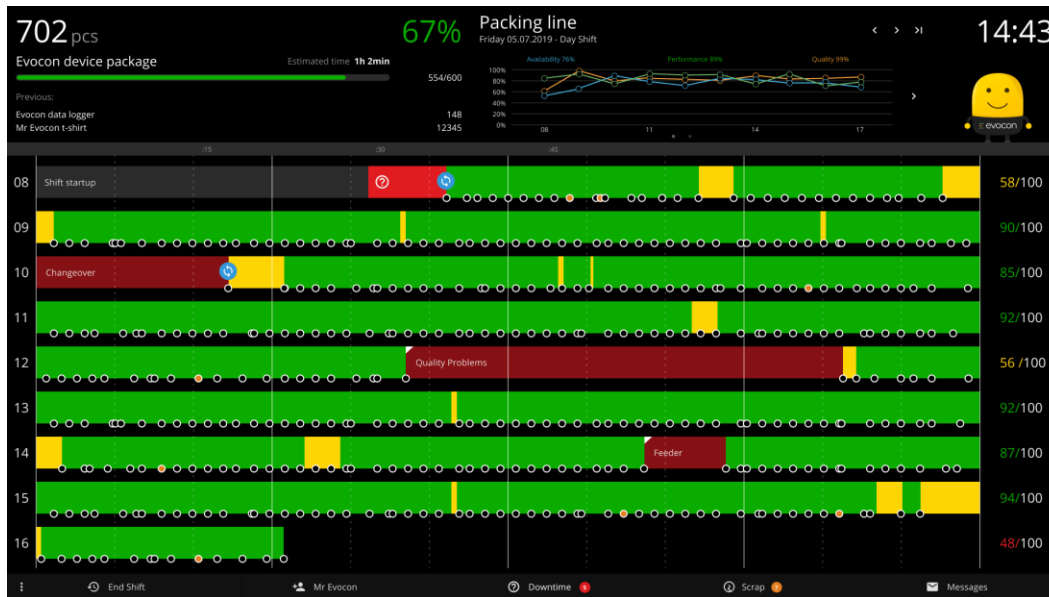 702 pcs
67%
Packing line
Friday 05.07.2019 - Day Shift
14:43
Evocon device package
Estimated time 1h 2min
554/600
Previous:
Evocon data logger 148
Mr Evocon t-shirt 12345
Availability 76% Performance 89% Quality 99%
100%
80%
60%
40%
20%
0%
08 11 14 17
evocon
:15 :30 :45
08 Shift startup 58/100
09 90/100
10 Changeover 85/100
11 92/100
12 Quality Problems 56 /100
13 92/100
14 Feeder 87/100
15 94/100
16 48/100
End Shift Mr Evocon Downtime Scrap Messages